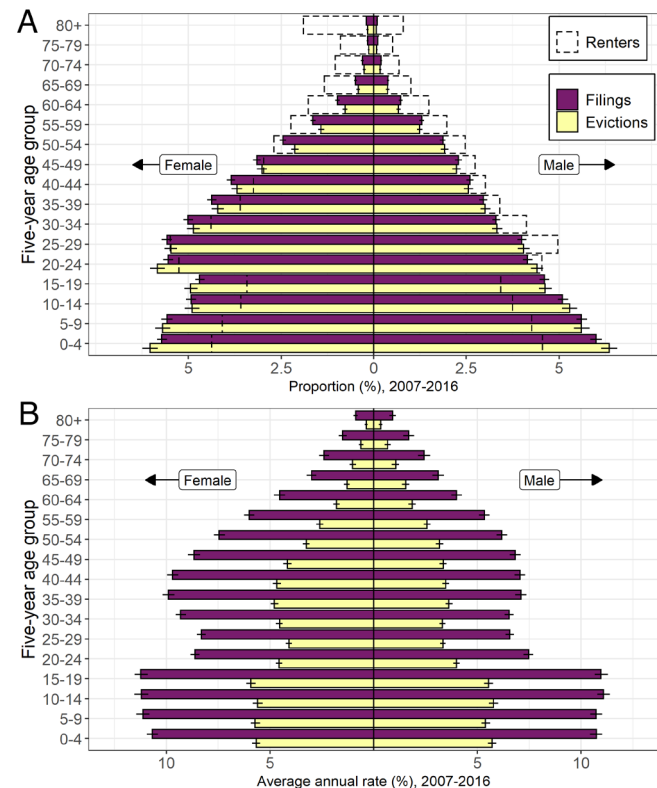 A
80+
75-79
70-74
65-69
60-64
55-59
50-54
45-49
40-44
35-39
30-34
25-29
20-24
15-19
10-14
5-9
0-4
Five-year age group
Renters
Filings
Evictions
Female
Male
5 2.5 0 2.5 5
Proportion (%), 2007-2016
B
80+
75-79
70-74
65-69
60-64
55-59
50-54
45-49
40-44
35-39
30-34
25-29
20-24
15-19
10-14
5-9
0-4
Five-year age group
Female
Male
10 5 0 5 10
Average annual rate (%), 2007-2016